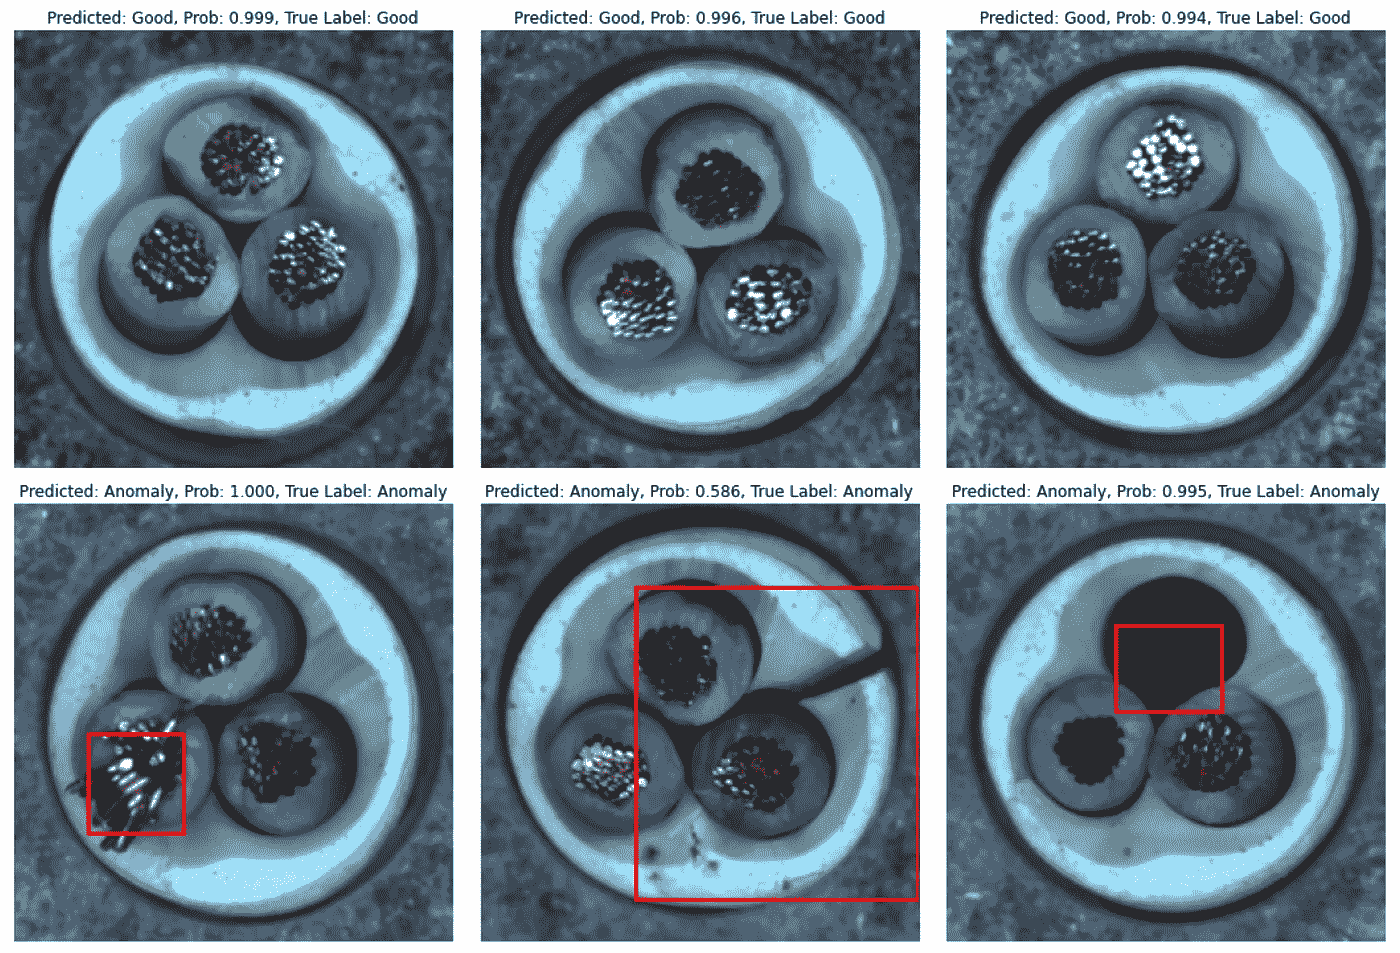 Predicted: Good, Prob: 0.999, True Label: Good
Predicted: Good, Prob: 0.996, True Label: Good
Predicted: Good, Prob: 0.994, True Label: Good
Predicted: Anomaly, Prob: 1.000, True Label: Anomaly
Predicted: Anomaly, Prob: 0.586, True Label: Anomaly
Predicted: Anomaly, Prob: 0.995, True Label: Anomaly